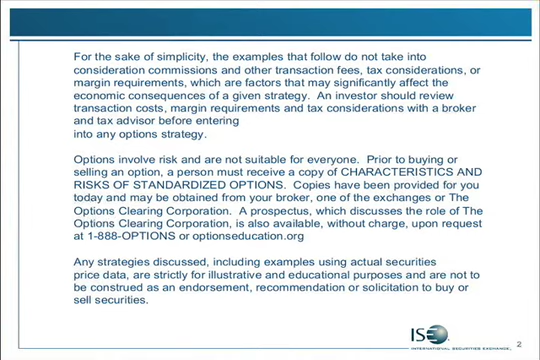 For the sake of simplicity, the examples that follow do not take into
consideration commissions and other transaction fees, tax considerations, or
margin requirements, which are factors that may significantly affect the
economic consequences of a given strategy.  An investor should review
transaction costs, margin requirements and tax considerations with a broker
and tax advisor before entering
into any options strategy.
Options involve risk and are not suitable for everyone.  Prior to buying or
selling an option, a person must receive a copy of CHARACTERISTICS AND
RISKS OF STANDARDIZED OPTIONS.  Copies have been provided for you
today and may be obtained from your broker, one of the exchanges or The
Options Clearing Corporation.  A prospectus, which discusses the role of The
Options Clearing Corporation, is also available, without charge, upon request
at 1-888-OPTIONS or optionseducation.org
Any strategies discussed, including examples using actual securities
price data, are strictly for illustrative and educational purposes and are not to
be construed as an endorsement, recommendation or solicitation to buy or
sell securities.
ISE
INTERNATIONAL SECURITIES EXCHANGE.
2